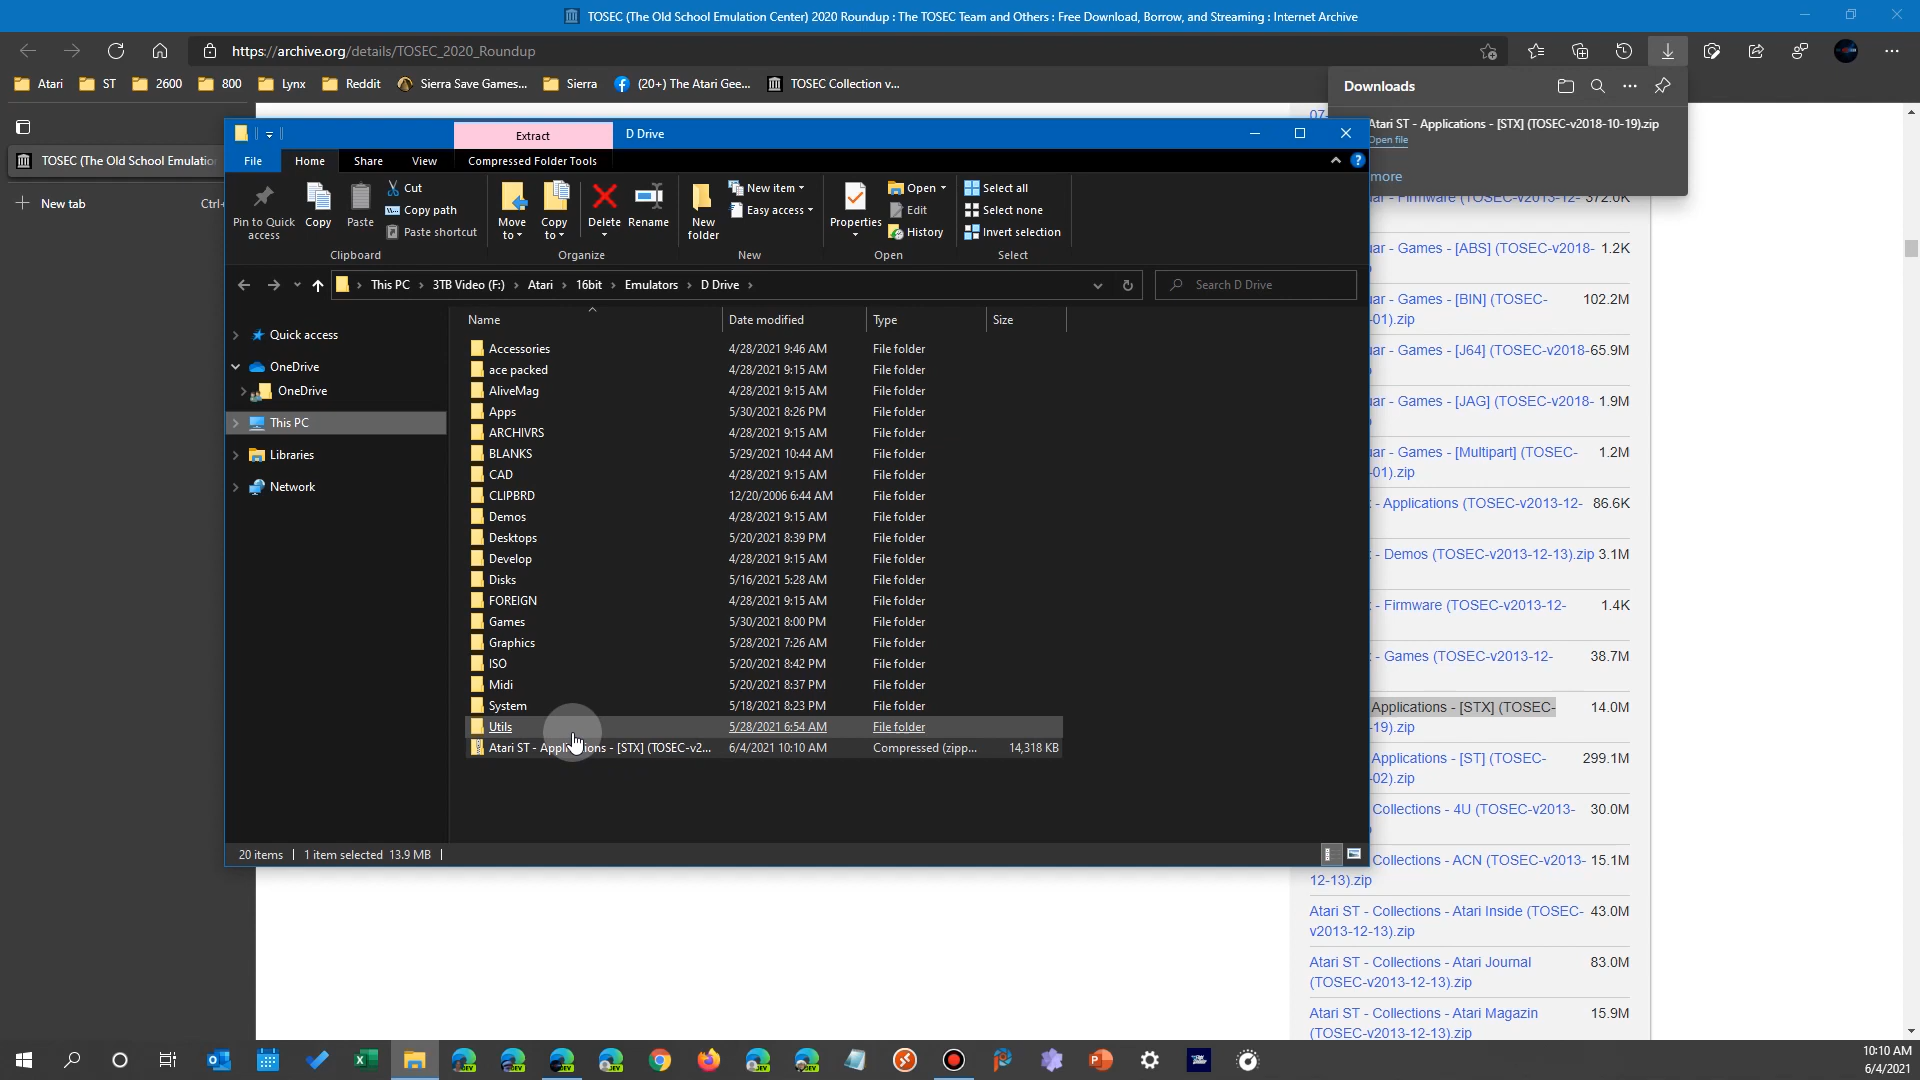 TOSEC (The Old School Emulation Center) 2020 Roundup : The TOSEC Team and Others : Free Download, Borrow, and Streaming : Internet Archive
https://archive.org/details/TOSEC_2020_Roundup
Atari
ST
2600
800
Lynx
Reddit
Sierra Save Games...
Sierra
(20+) The Atari Gee...
TOSEC Collection v...
Downloads
Atari ST - Applications - [STX] (TOSEC-v2018-10-19).zip
Open file
more
TOSEC (The Old School Emulatio
New tab
Ctrl+
Extract
D Drive
File
Home
Share
View
Compressed Folder Tools
Pin to Quick access
Copy
Paste
Cut
Copy path
Paste shortcut
Clipboard
Move to
Copy to
Delete
Rename
Organize
New folder
New item
Easy access
New
Properties
Open
Edit
History
Open
Select all
Select none
Invert selection
Select
This PC > 3TB Video (F:) > Atari > 16bit > Emulators > D Drive >
Search D Drive
Quick access
OneDrive
OneDrive
This PC
Libraries
Network
Name Date modified Type Size
Accessories 4/28/2021 9:46 AM File folder
ace packed 4/28/2021 9:15 AM File folder
AliveMag 4/28/2021 9:15 AM File folder
Apps 5/30/2021 8:26 PM File folder
ARCHIVRS 4/28/2021 9:15 AM File folder
BLANKS 5/29/2021 10:44 AM File folder
CAD 4/28/2021 9:15 AM File folder
CLIPBRD 12/20/2006 6:44 AM File folder
Demos 4/28/2021 9:15 AM File folder
Desktops 5/20/2021 8:39 PM File folder
Develop 4/28/2021 9:15 AM File folder
Disks 5/16/2021 5:28 AM File folder
FOREIGN 4/28/2021 9:15 AM File folder
Games 5/30/2021 8:00 PM File folder
Graphics 5/28/2021 7:26 AM File folder
ISO 5/20/2021 8:42 PM File folder
Midi 5/20/2021 8:37 PM File folder
System 5/18/2021 8:23 PM File folder
Utils 5/28/2021 6:54 AM File folder
Atari ST - Applications - [STX] (TOSEC-v2... 6/4/2021 10:10 AM Compressed (zipp... 14,318 KB
20 items
1 item selected 13.9 MB
07-
ar - Firmware (TOSEC-v2013-12- 372.0K
uar - Games - [ABS] (TOSEC-v2018- 1.2K
uar - Games - [BIN] (TOSEC- 102.2M
-01).zip
uar - Games - [J64] (TOSEC-v2018- 65.9M
uar - Games - [JAG] (TOSEC-v2018- 1.9M
uar - Games - [Multipart] (TOSEC- 1.2M
-01).zip
- Applications (TOSEC-v2013-12- 86.6K
- Demos (TOSEC-v2013-12-13).zip 3.1M
- Firmware (TOSEC-v2013-12- 1.4K
- Games (TOSEC-v2013-12- 38.7M
Applications - [STX] (TOSEC- 14.0M
-19).zip
Applications - [ST] (TOSEC- 299.1M
-02).zip
Collections - 4U (TOSEC-v2013- 30.0M
Collections - ACN (TOSEC-v2013- 15.1M
12-13).zip
Atari ST - Collections - Atari Inside (TOSEC- 43.0M
v2013-12-13).zip
Atari ST - Collections - Atari Journal 83.0M
(TOSEC-v2013-12-13).zip
Atari ST - Collections - Atari Magazin 15.9M
(TOSEC-v2013-12-13).zip
10:10 AM
6/4/2021